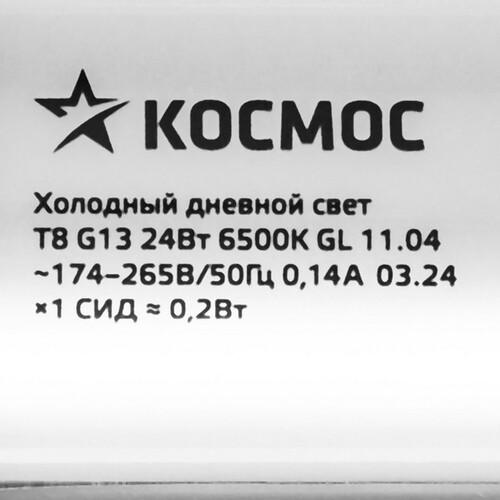 КОСМОС
Холодный дневной свет
T8 G13 24Вт 6500K GL 11.04
~174–265В/50Гц 0,14А 03.24
×1 СИД ≈ 0,2Вт